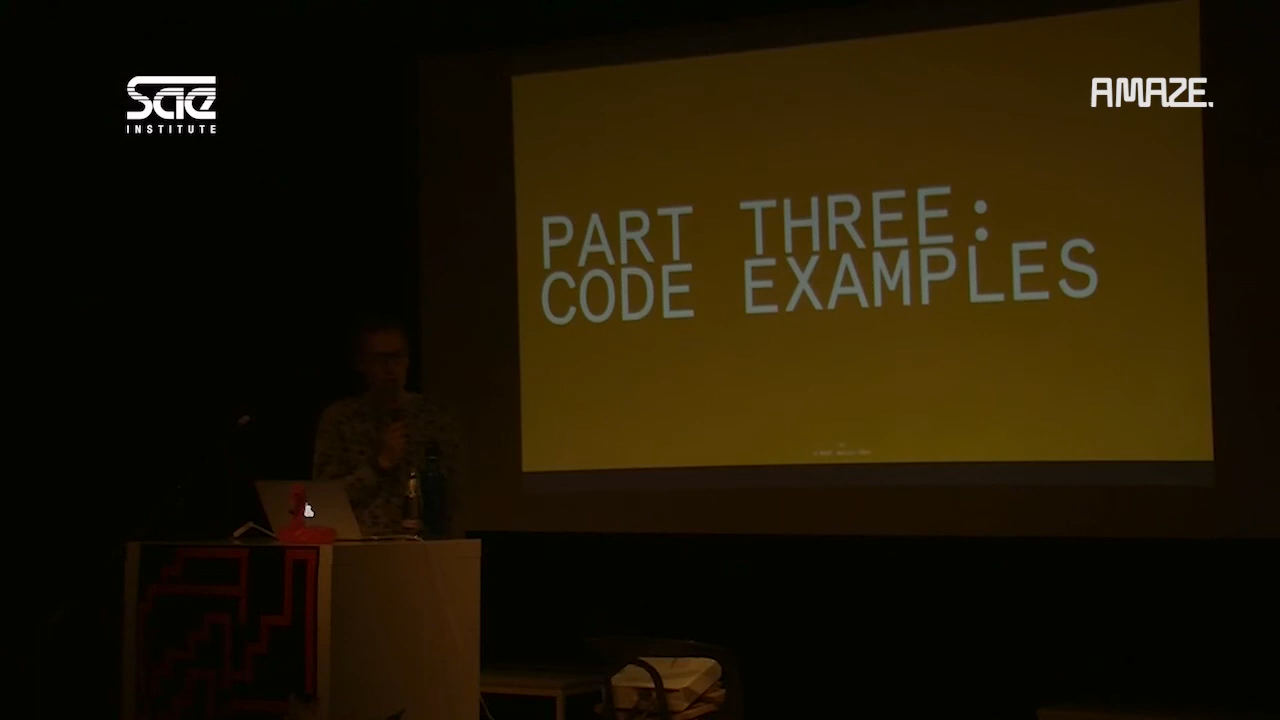 sae
INSTITUTE
AMAZE.
PART THREE:
CODE EXAMPLES